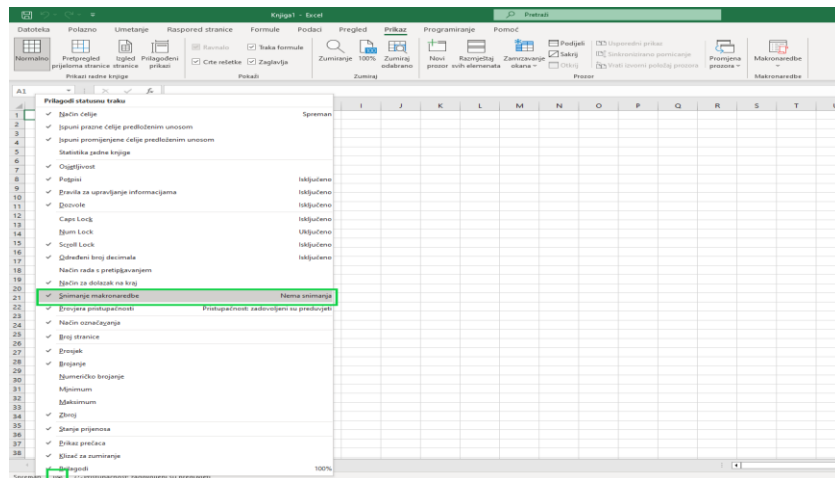 Knjiga1 - Excel
Pretraži
Datoteka Polazno Umetanje Raspored stranice Formule Podaci Pregled Prikaz Programiranje Pomoć
Normalno Pretpregled prijeloma stranice Izgled stranice Prilagođeni prikazi
Ravnalo Traka formule
Crte rešetke Zaglavlja
Zumiranje 100% Zumiraj odabrano
Novi prozor Razmještaj svih elemenata Zamrzavanje okana
Podijeli
Sakrij
Otkrij
Usporedni prikaz
Sinkronizirano pomicanje
Vrati izvorni položaj prozora
Promjena prozora
Makronaredbe
Prikazi radne knjige Pokaži Zumiraj Prozor Makronaredbe
A1 fx
I J K L M N O P Q R S T
Prilagodi statusnu traku
Način ćelije Spreman
Ispuni prazne ćelije predloženim unosom
Ispuni promijenjene ćelije predloženim unosom
Statistika radne knjige
Osjetljivost
Potpisi Isključeno
Pravila za upravljanje informacijama Isključeno
Dozvole Isključeno
Caps Lock Isključeno
Num Lock Uključeno
Scroll Lock Isključeno
Određeni broj decimala Isključeno
Način rada s pretipkavanjem
Način za dolazak na kraj
Snimanje makronaredbe Nema snimanja
Provjera pristupačnosti Pristupačnost: zadovoljeni su preduvjeti
Način označavanja
Broj stranice
Prosjek
Brojanje
Numeričko brojanje
Minimum
Maksimum
Zbroj
Stanje prijenosa
Prikaz prečaca
Klizač za zumiranje
Prilagodi 100%
1
2
3
4
5
6
7
8
9
10
11
12
13
14
15
16
17
18
19
20
21
22
23
24
25
26
27
28
29
30
31
32
33
34
35
36
37
38